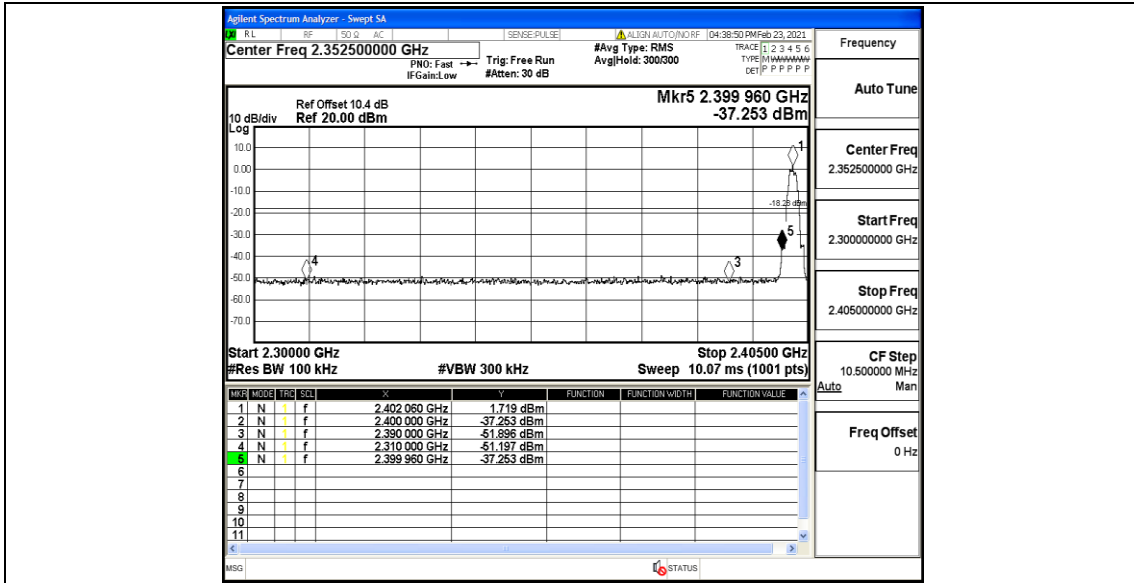 Agilent Spectrum Analyzer - Swept SA
RL RF 50 Ω AC SENSE:PULSE ALIGN AUTO/NO RF 04:38:50 PM Feb 23, 2021
Center Freq 2.352500000 GHz
PNO: Fast
IFGain:Low
Trig: Free Run
#Atten: 30 dB
#Avg Type: RMS
Avg|Hold: 300/300
TRACE 1 2 3 4 5 6
TYPE M
DET P P P P P P
Ref Offset 10.4 dB
10 dB/div Ref 20.00 dBm
Log
Mkr5 2.399 960 GHz
-37.253 dBm
10.0
0.00
-10.0
-20.0
-30.0
-40.0
-50.0
-60.0
-70.0
1
-18.28 dBm
5
4
3
Start 2.30000 GHz Stop 2.40500 GHz
#Res BW 100 kHz #VBW 300 kHz Sweep 10.07 ms (1001 pts)
MKR MODE TRC SCL X Y FUNCTION FUNCTION WIDTH FUNCTION VALUE
1 N 1 f 2.402 060 GHz 1.719 dBm
2 N 1 f 2.400 000 GHz -37.253 dBm
3 N 1 f 2.390 000 GHz -51.896 dBm
4 N 1 f 2.310 000 GHz -51.197 dBm
5 N 1 f 2.399 960 GHz -37.253 dBm
6
7
8
9
10
11
MSG STATUS
Frequency
Auto Tune
Center Freq
2.352500000 GHz
Start Freq
2.300000000 GHz
Stop Freq
2.405000000 GHz
CF Step
10.500000 MHz
Auto Man
Freq Offset
0 Hz